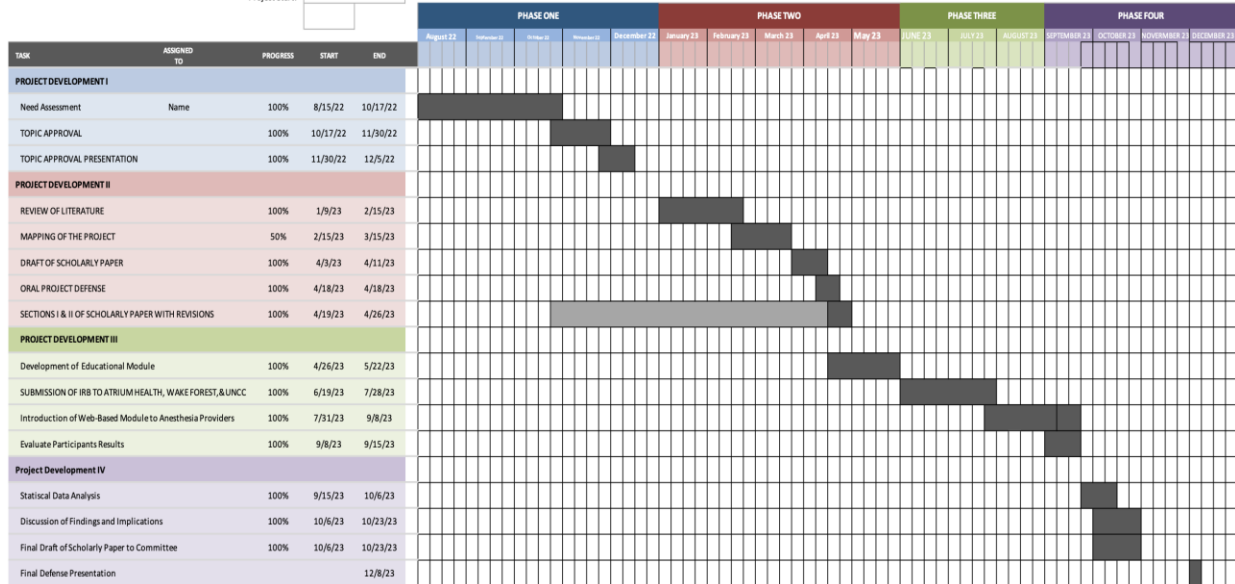 PHASE ONE PHASE TWO PHASE THREE PHASE FOUR
August 22 December 22 January 23 February 23 March 23 April 23 May 23 JUNE 23 JULY 23 AUGUST 23 SEPTEMBER 23 OCTOBER 23 NOVERMBER 23 DECEMBER 23
TASK ASSIGNED TO PROGRESS START END
PROJECT DEVELOPMENT I
Need Assessment Name 100% 8/15/22 10/17/22
TOPIC APPROVAL 100% 10/17/22 11/30/22
TOPIC APPROVAL PRESENTATION 100% 11/30/22 12/5/22
PROJECT DEVELOPMENT II
REVIEW OF LITERATURE 100% 1/9/23 2/15/23
MAPPING OF THE PROJECT 50% 2/15/23 3/15/23
DRAFT OF SCHOLARLY PAPER 100% 4/3/23 4/11/23
ORAL PROJECT DEFENSE 100% 4/18/23 4/18/23
SECTIONS I & II OF SCHOLARLY PAPER WITH REVISIONS 100% 4/19/23 4/26/23
PROJECT DEVELOPMENT III
Development of Educational Module 100% 4/26/23 5/22/23
SUBMISSION OF IRB TO ATRIUM HEALTH, WAKE FOREST, & UNCC 100% 6/19/23 7/28/23
Introduction of Web-Based Module to Anesthesia Providers 100% 7/31/23 9/8/23
Evaluate Participants Results 100% 9/8/23 9/15/23
Project Development IV
Statiscal Data Analysis 100% 9/15/23 10/6/23
Discussion of Findings and Implications 100% 10/6/23 10/23/23
Final Draft of Scholarly Paper to Committee 100% 10/6/23 10/23/23
Final Defense Presentation 12/8/23